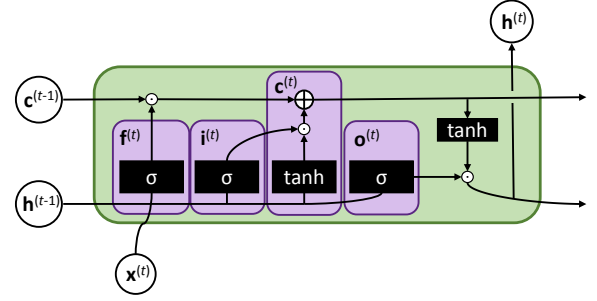 h(t)
c(t)
c(t-1)
f(t)
i(t)
o(t)
tanh
σ
σ
tanh
σ
h(t-1)
x(t)